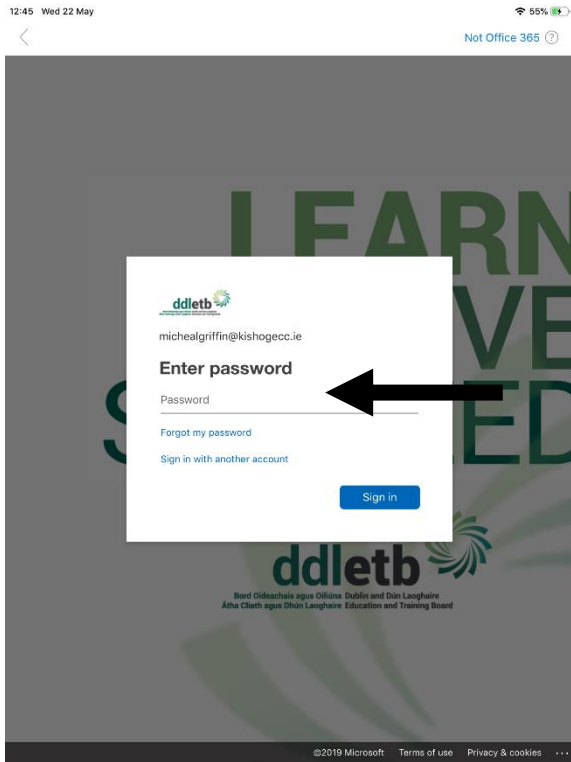 12:45 Wed 22 May
55%
Not Office 365 ?
LEARN
ddletb
michealgriffin@kishogecc.ie
Enter password
Password
Forgot my password
Sign in with another account
Sign in
ddletb
Bord Oideachais agus Oiliúna Dublin and Dún Laoghaire
Átha Cliath agus Dhún Laoghaire Education and Training Board
©2019 Microsoft Terms of use Privacy & cookies ...